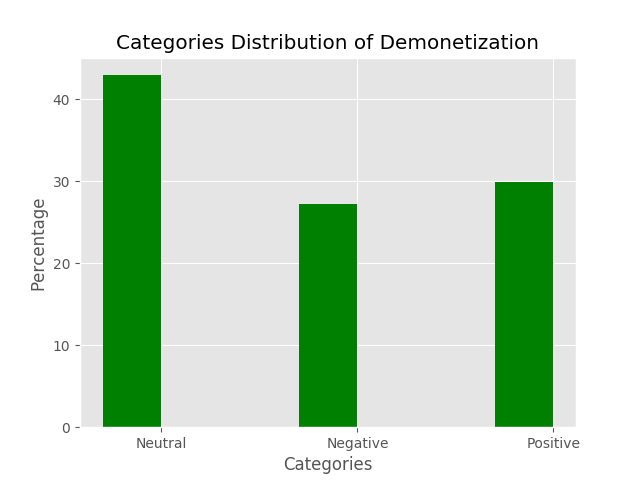 Categories Distribution of Demonetization
Percentage
40
30
20
10
0
Neutral Negative Positive
Categories